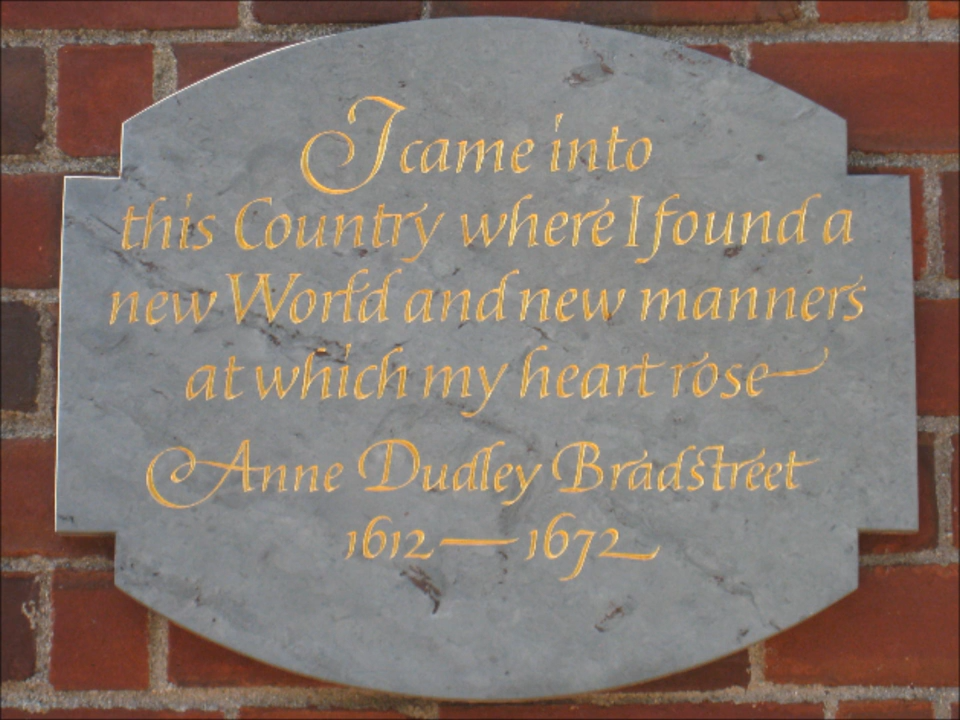 I came into
this Country where I found a
new World and new manners
at which my heart rose
Anne Dudley Bradstreet
1612 — 1672